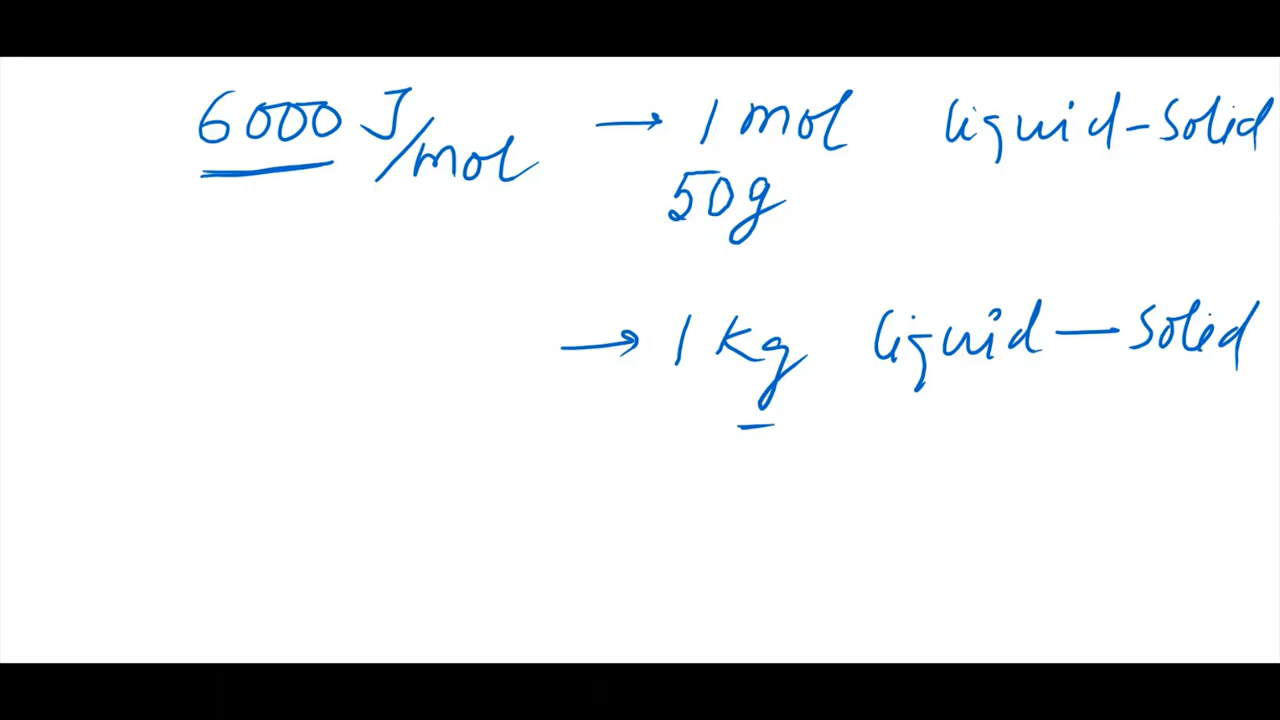 6000 J/mol → 1 mol liquid-solid
50g
→ 1 kg liquid — solid